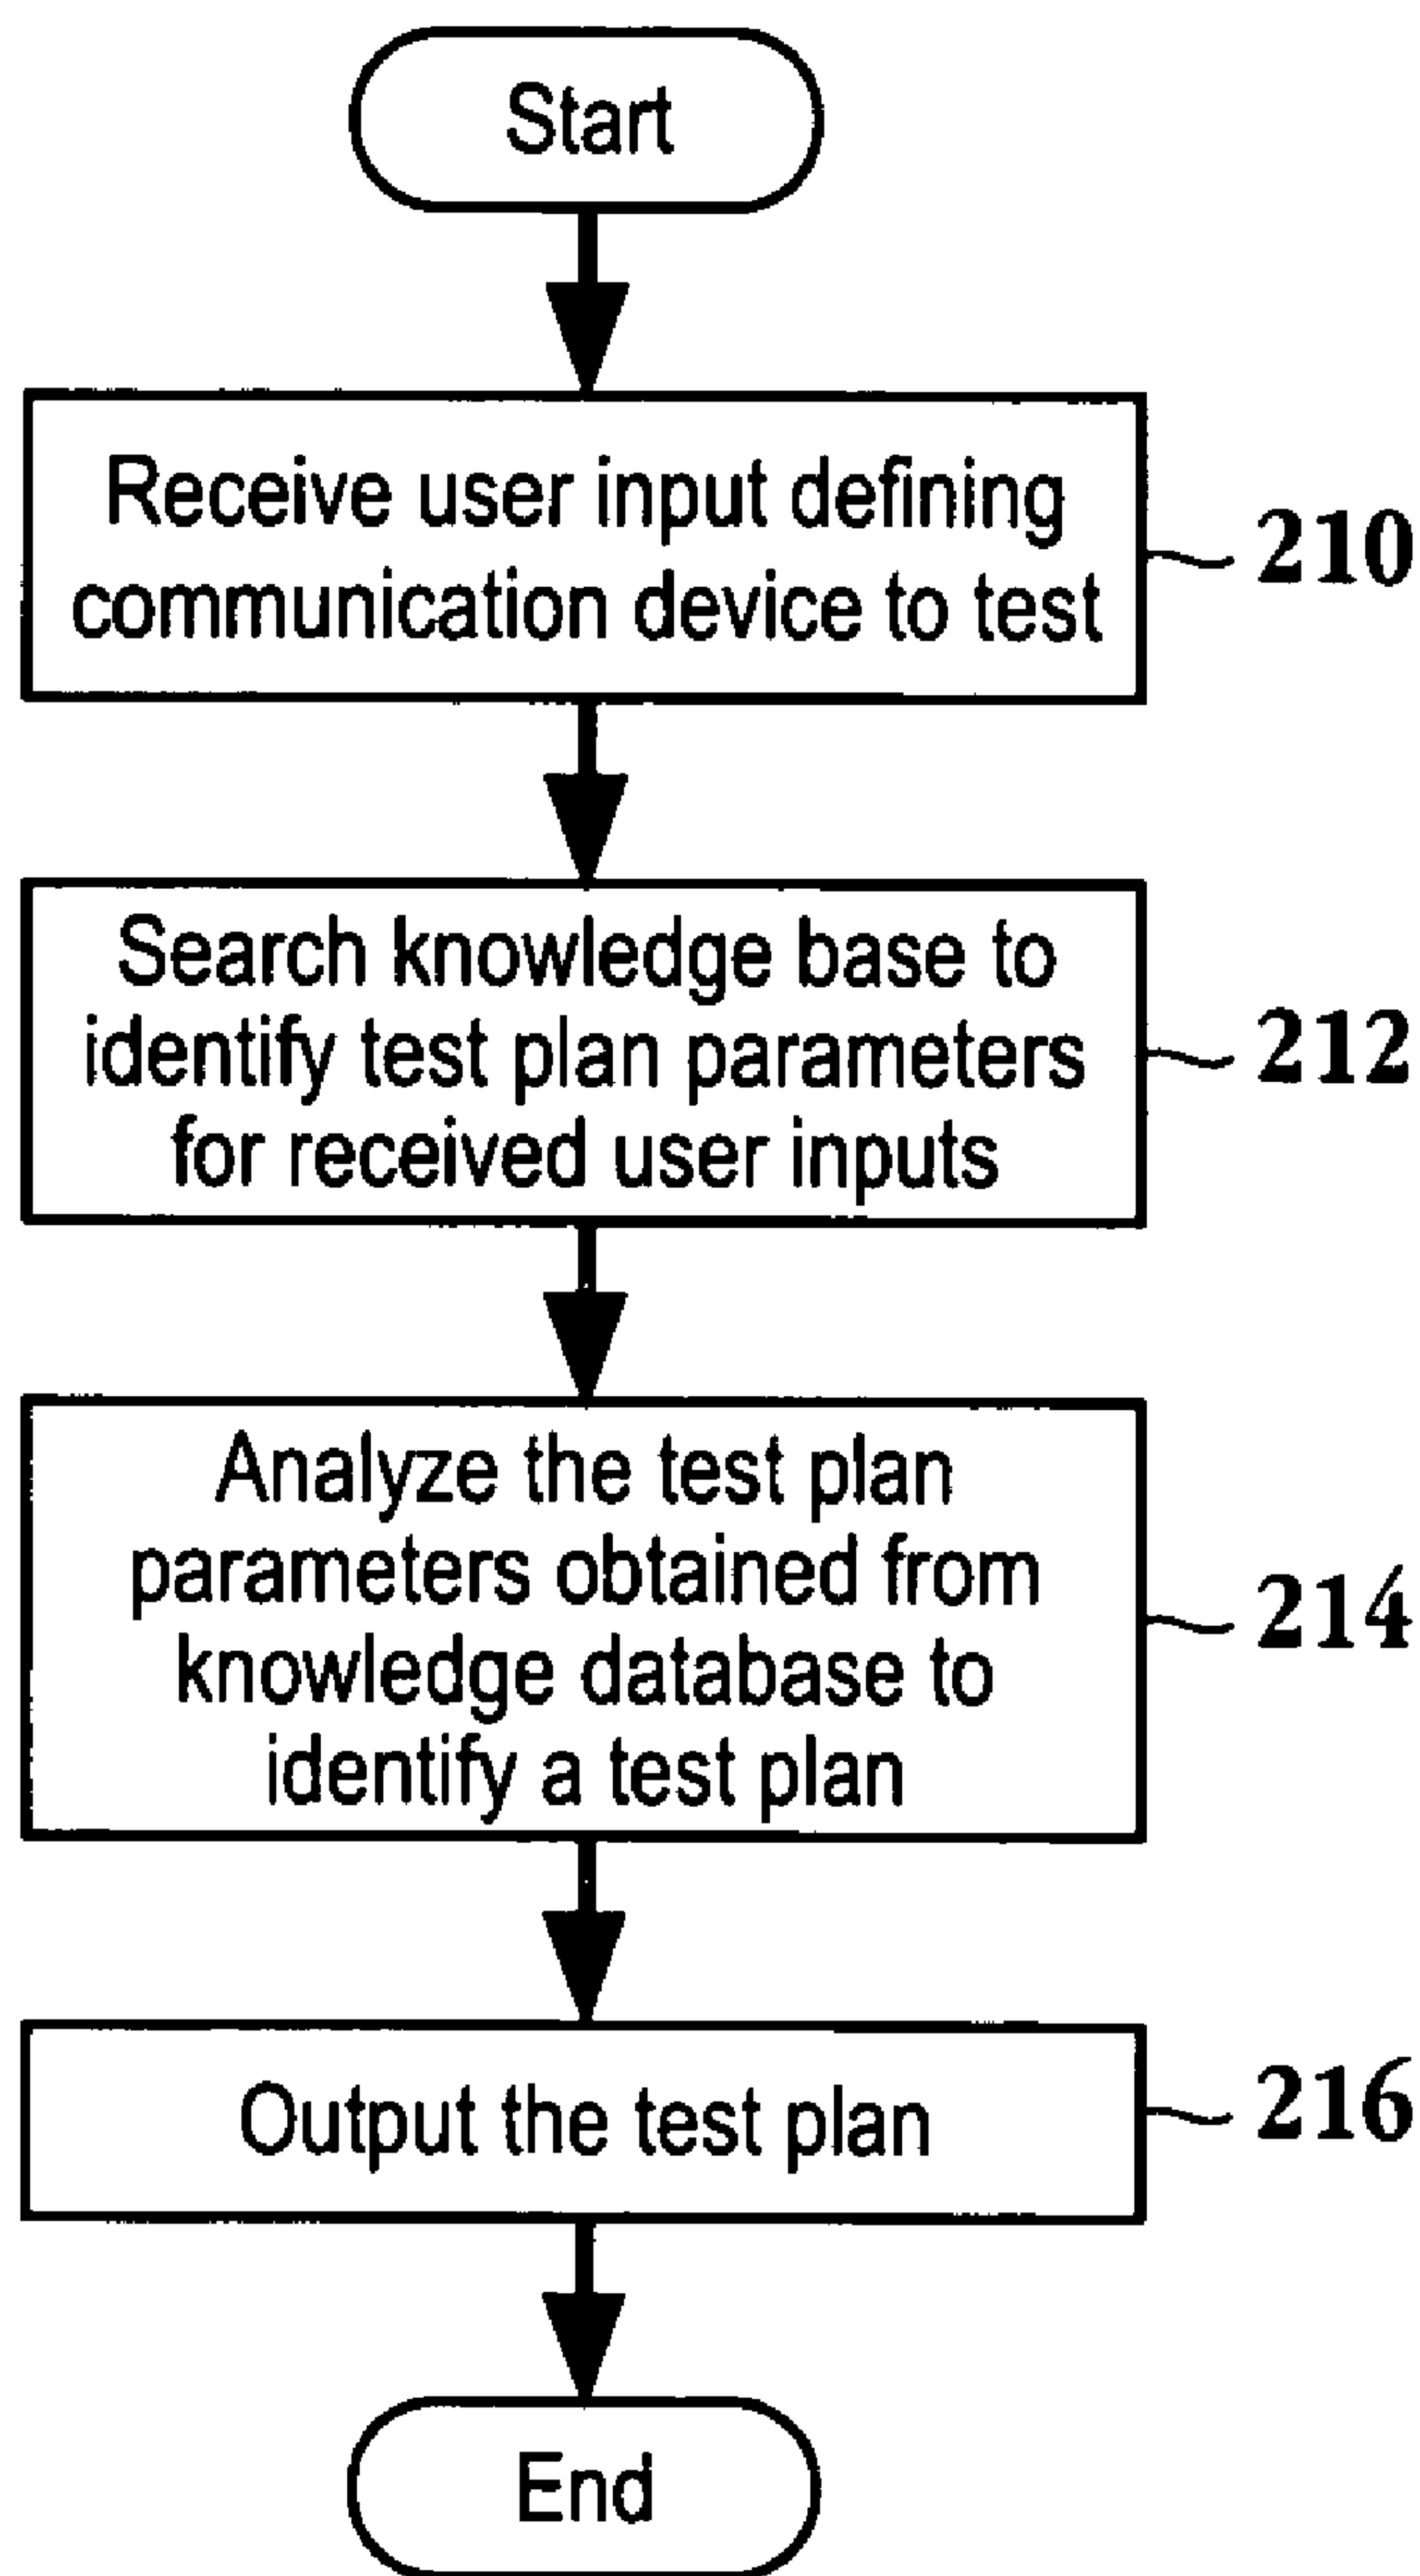 Start
Receive user input defining
communication device to test
210
Search knowledge base to
identify test plan parameters
for received user inputs
212
Analyze the test plan
parameters obtained from
knowledge database to
identify a test plan
214
Output the test plan
216
End